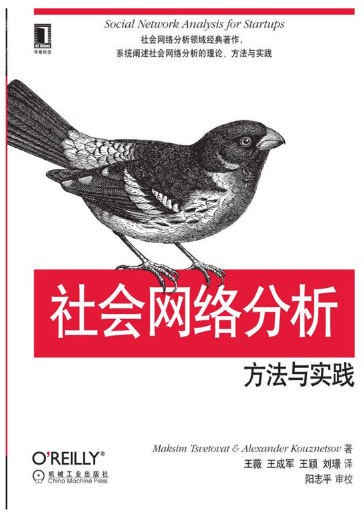 Social Network Analysis for Startups
社会网络分析领域经典著作,
系统阐述社会网络分析的理论、方法与实践
华章科技
社会网络分析
方法与实践
Maksim Tsvetovat & Alexander Kouznetsov 著
王薇 王成军 王颖 刘璟 译
阳志平 审校
O'REILLY®
机械工业出版社
China Machine Press